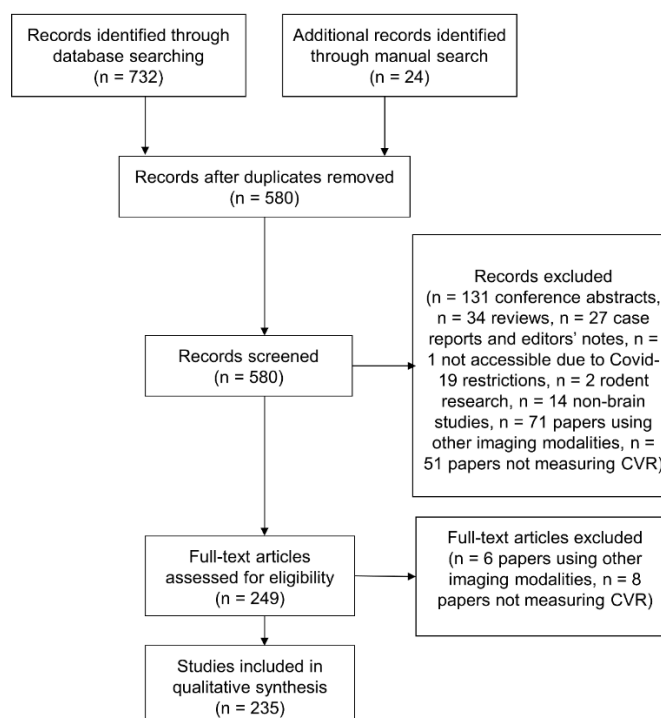 Records identified through
database searching
(n = 732)
Additional records identified
through manual search
(n = 24)
Records after duplicates removed
(n = 580)
Records excluded
(n = 131 conference abstracts,
n = 34 reviews, n = 27 case
reports and editors’ notes, n =
1 not accessible due to Covid-
19 restrictions, n = 2 rodent
research, n = 14 non-brain
studies, n = 71 papers using
other imaging modalities, n =
51 papers not measuring CVR)
Records screened
(n = 580)
Full-text articles
assessed for eligibility
(n = 249)
Full-text articles excluded
(n = 6 papers using other
imaging modalities, n = 8
papers not measuring CVR)
Studies included in
qualitative synthesis
(n = 235)